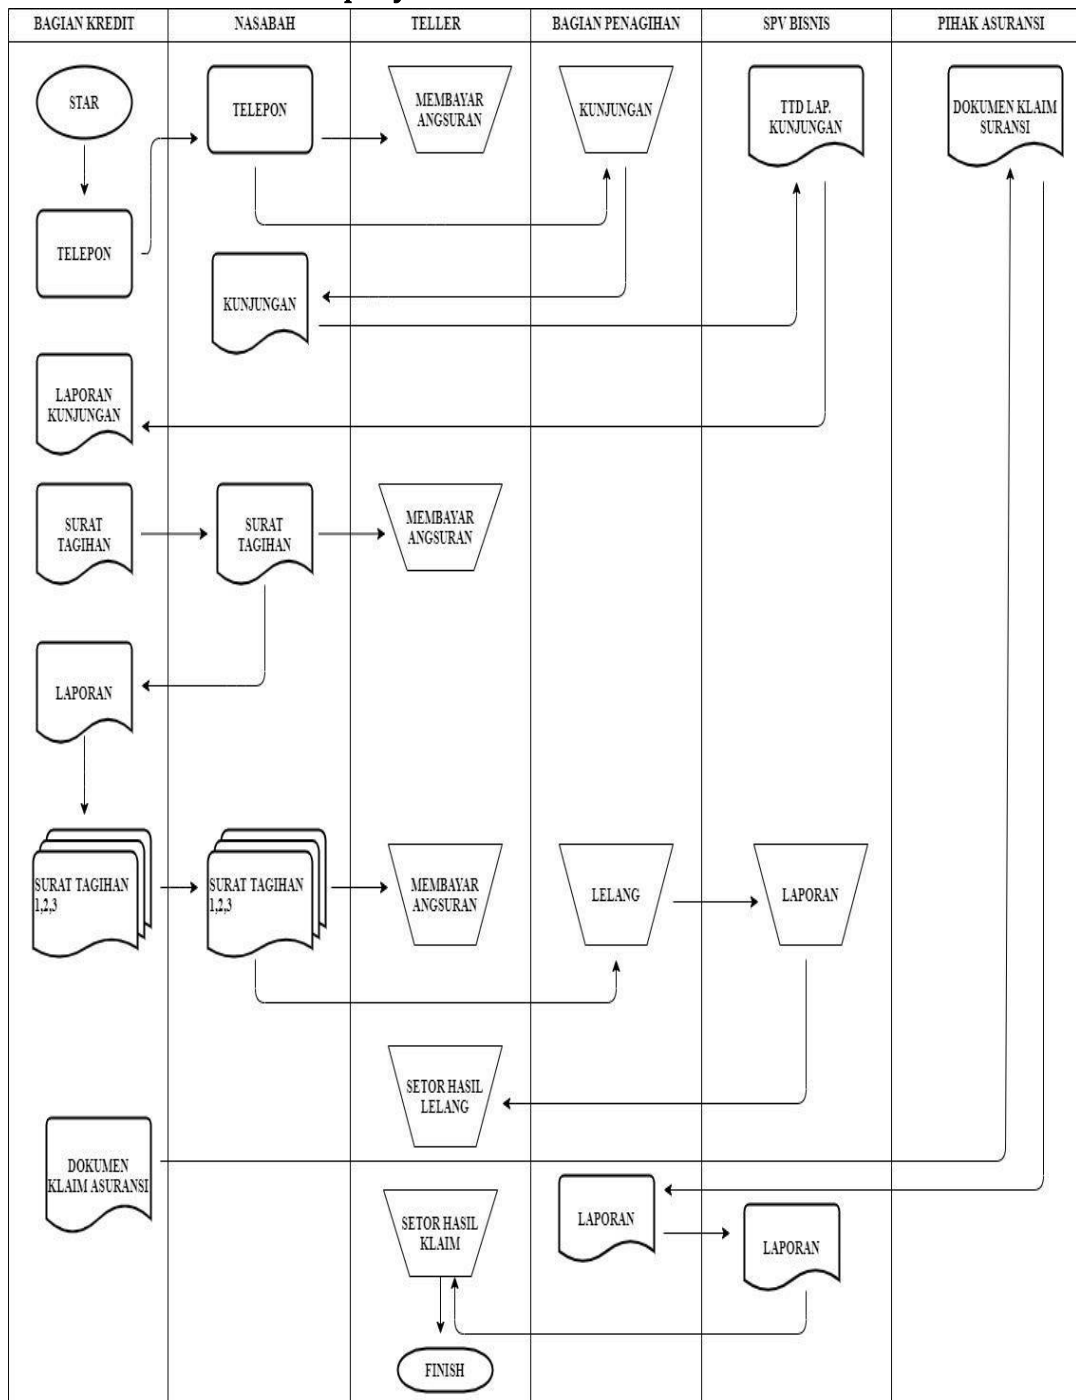 BAGIAN KREDIT
NASABAH
TELLER
BAGIAN PENAGIHAN
SPV BISNIS
PIHAK ASURANSI
STAR
TELEPON
MEMBAYAR
ANGSURAN
KUNJUNGAN
TTD LAP.
KUNJUNGAN
DOKUMEN KLAIM
SURANSI
TELEPON
KUNJUNGAN
LAPORAN
KUNJUNGAN
SURAT
TAGIHAN
SURAT
TAGIHAN
MEMBAYAR
ANGSURAN
LAPORAN
SURAT TAGIHAN
1,2,3
SURAT TAGIHAN
1,2,3
MEMBAYAR
ANGSURAN
LELANG
LAPORAN
SETOR HASIL
LELANG
DOKUMEN
KLAIM ASURANSI
SETOR HASIL
KLAIM
LAPORAN
LAPORAN
FINISH